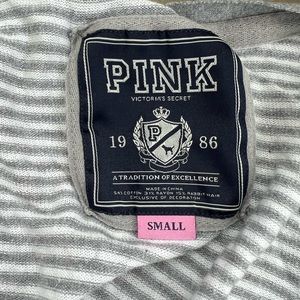 PINK
VICTORIA'S SECRET
19 86
P
A TRADITION OF EXCELLENCE
MADE IN CHINA
54% COTTON 31% RAYON 15% RABBIT HAIR
EXCLUSIVE OF DECORATION
SMALL